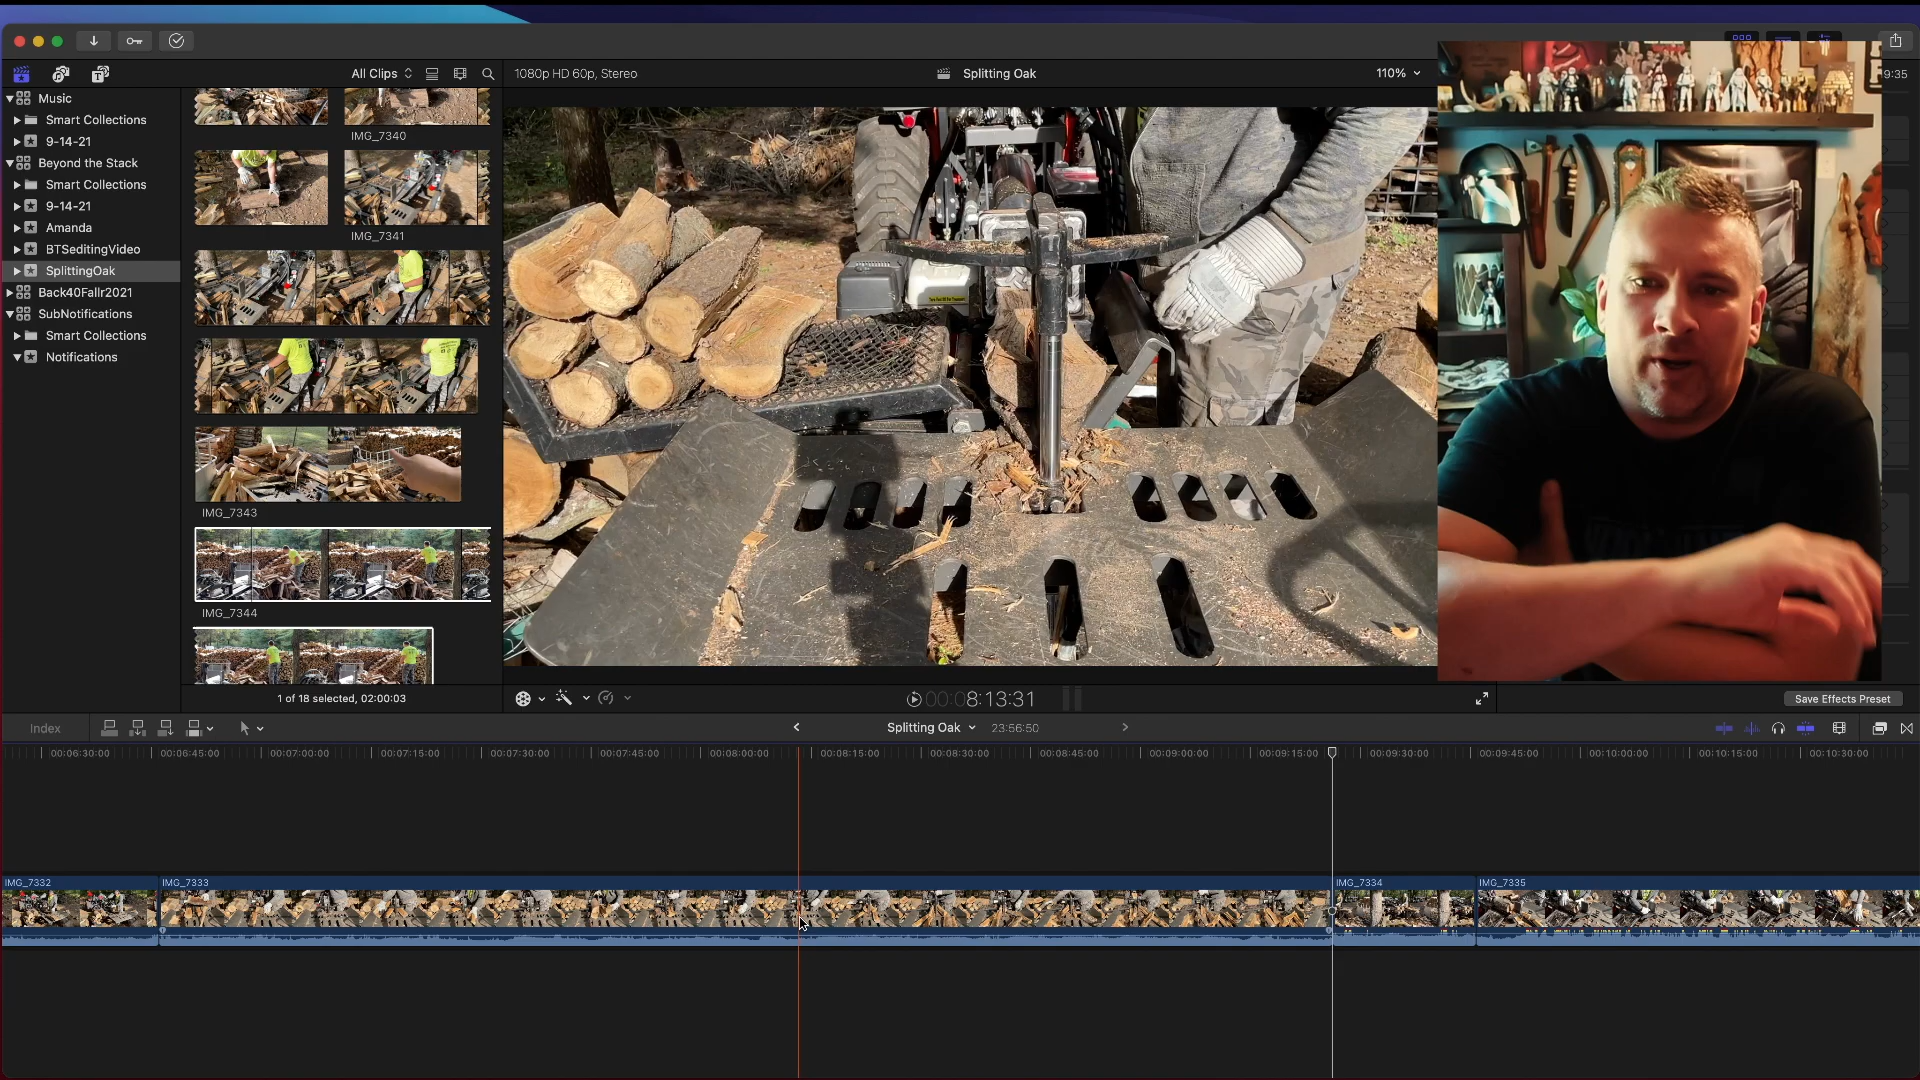 All Clips
1080p HD 60p, Stereo
Splitting Oak
110%
9:35
Music
Smart Collections
9-14-21
Beyond the Stack
Smart Collections
9-14-21
Amanda
BTSeditingVideo
SplittingOak
Back40Fallr2021
SubNotifications
Smart Collections
Notifications
IMG_7340
IMG_7341
IMG_7343
IMG_7344
1 of 18 selected, 02:00:03
00:08:13:31
Save Effects Preset
Index
Splitting Oak
23:56:50
00:06:30:00
00:06:45:00
00:07:00:00
00:07:15:00
00:07:30:00
00:07:45:00
00:08:00:00
00:08:15:00
00:08:30:00
00:08:45:00
00:09:00:00
00:09:15:00
00:09:30:00
00:09:45:00
00:10:00:00
00:10:15:00
00:10:30:00
IMG_7332
IMG_7333
IMG_7334
IMG_7335